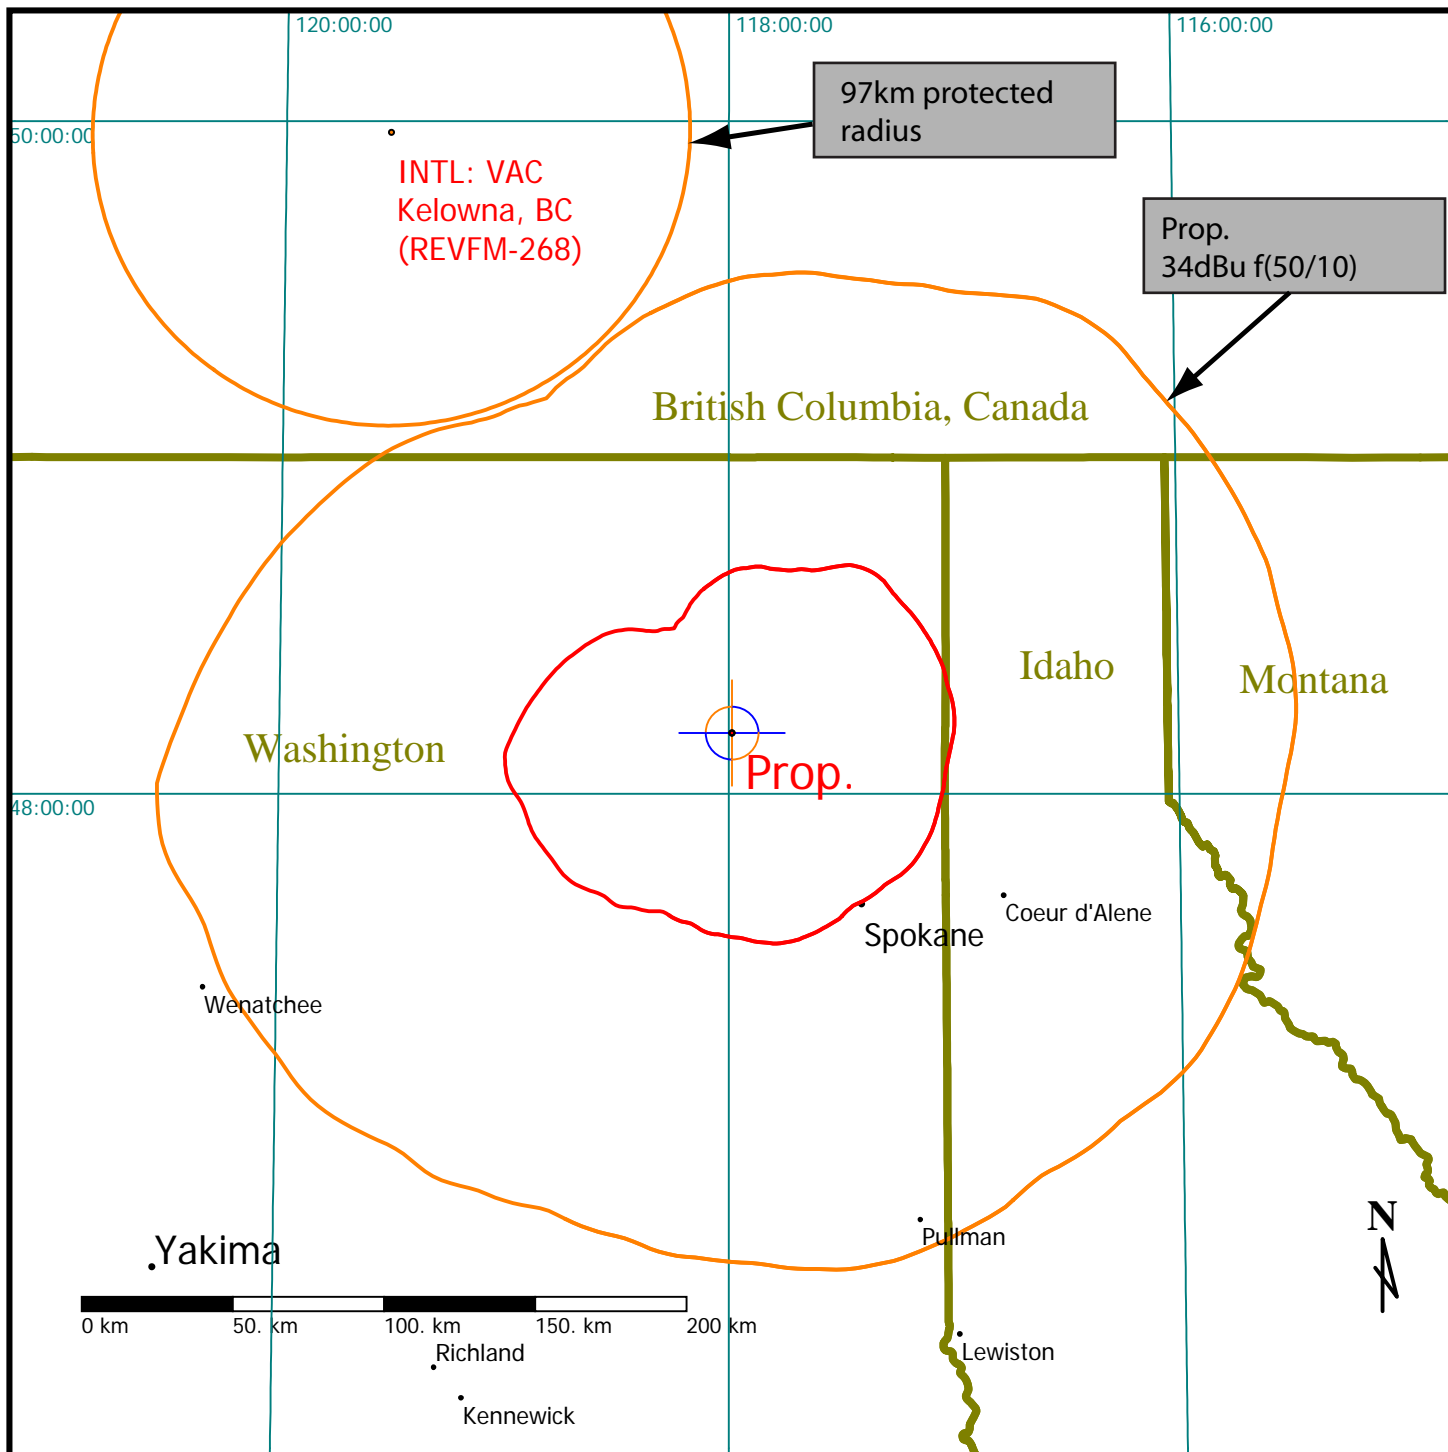 120:00:00
118:00:00
116:00:00
97km protected
radius
50:00:00
INTL: VAC
Kelowna, BC
(REVFM-268)
Prop.
34dBu f(50/10)
British Columbia, Canada
Idaho
Montana
Washington
Prop.
48:00:00
Coeur d'Alene
Spokane
Wenatchee
N
Pullman
Yakima
0 km
50. km
100. km
150. km
200 km
Richland
Lewiston
Kennewick